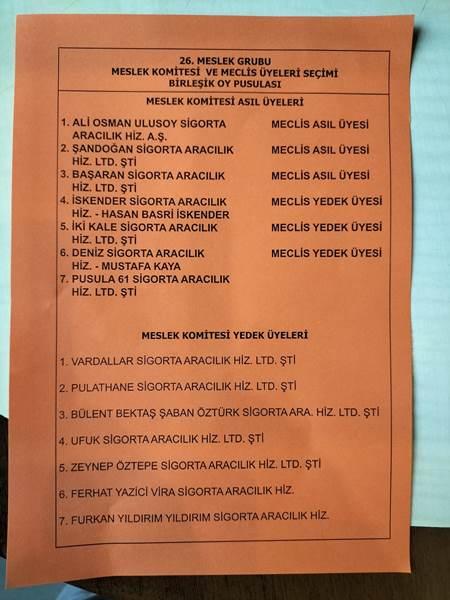 26. MESLEK GRUBU
MESLEK KOMİTESİ VE MECLİS ÜYELERİ SEÇİMİ
BİRLEŞİK OY PUSULASI
MESLEK KOMİTESİ ASIL ÜYELERİ
1. ALİ OSMAN ULUSOY SİGORTA MECLİS ASIL ÜYESİ
ARACILIK HİZ. A.Ş.
2. ŞANDOĞAN SİGORTA ARACILIK MECLİS ASIL ÜYESİ
HİZ. LTD. ŞTİ
3. BAŞARAN SİGORTA ARACILIK MECLİS ASIL ÜYESİ
HİZ. LTD. ŞTİ
4. İSKENDER SİGORTA ARACILIK MECLİS YEDEK ÜYESİ
HİZ. - HASAN BASRİ İSKENDER
5. İKİ KALE SİGORTA ARACILIK MECLİS YEDEK ÜYESİ
HİZ. LTD. ŞTİ
6. DENİZ SİGORTA ARACILIK MECLİS YEDEK ÜYESİ
HİZ. - MUSTAFA KAYA
7. PUSULA 61 SİGORTA ARACILIK
HİZ. LTD. ŞTİ
MESLEK KOMİTESİ YEDEK ÜYELERİ
1. VARDALLAR SİGORTA ARACILIK HİZ. LTD. ŞTİ
2. PULATHANE SİGORTA ARACILIK HİZ. LTD. ŞTİ
3. BÜLENT BEKTAŞ ŞABAN ÖZTÜRK SİGORTA ARA. HİZ. LTD. ŞTİ
4. UFUK SİGORTA ARACILIK HİZ. LTD. ŞTİ
5. ZEYNEP ÖZTEPE SİGORTA ARACILIK HİZ. LTD. ŞTİ
6. FERHAT YAZICI VİRA SİGORTA ARACILIK HİZ.
7. FURKAN YILDIRIM YILDIRIM SİGORTA ARACILIK HİZ.